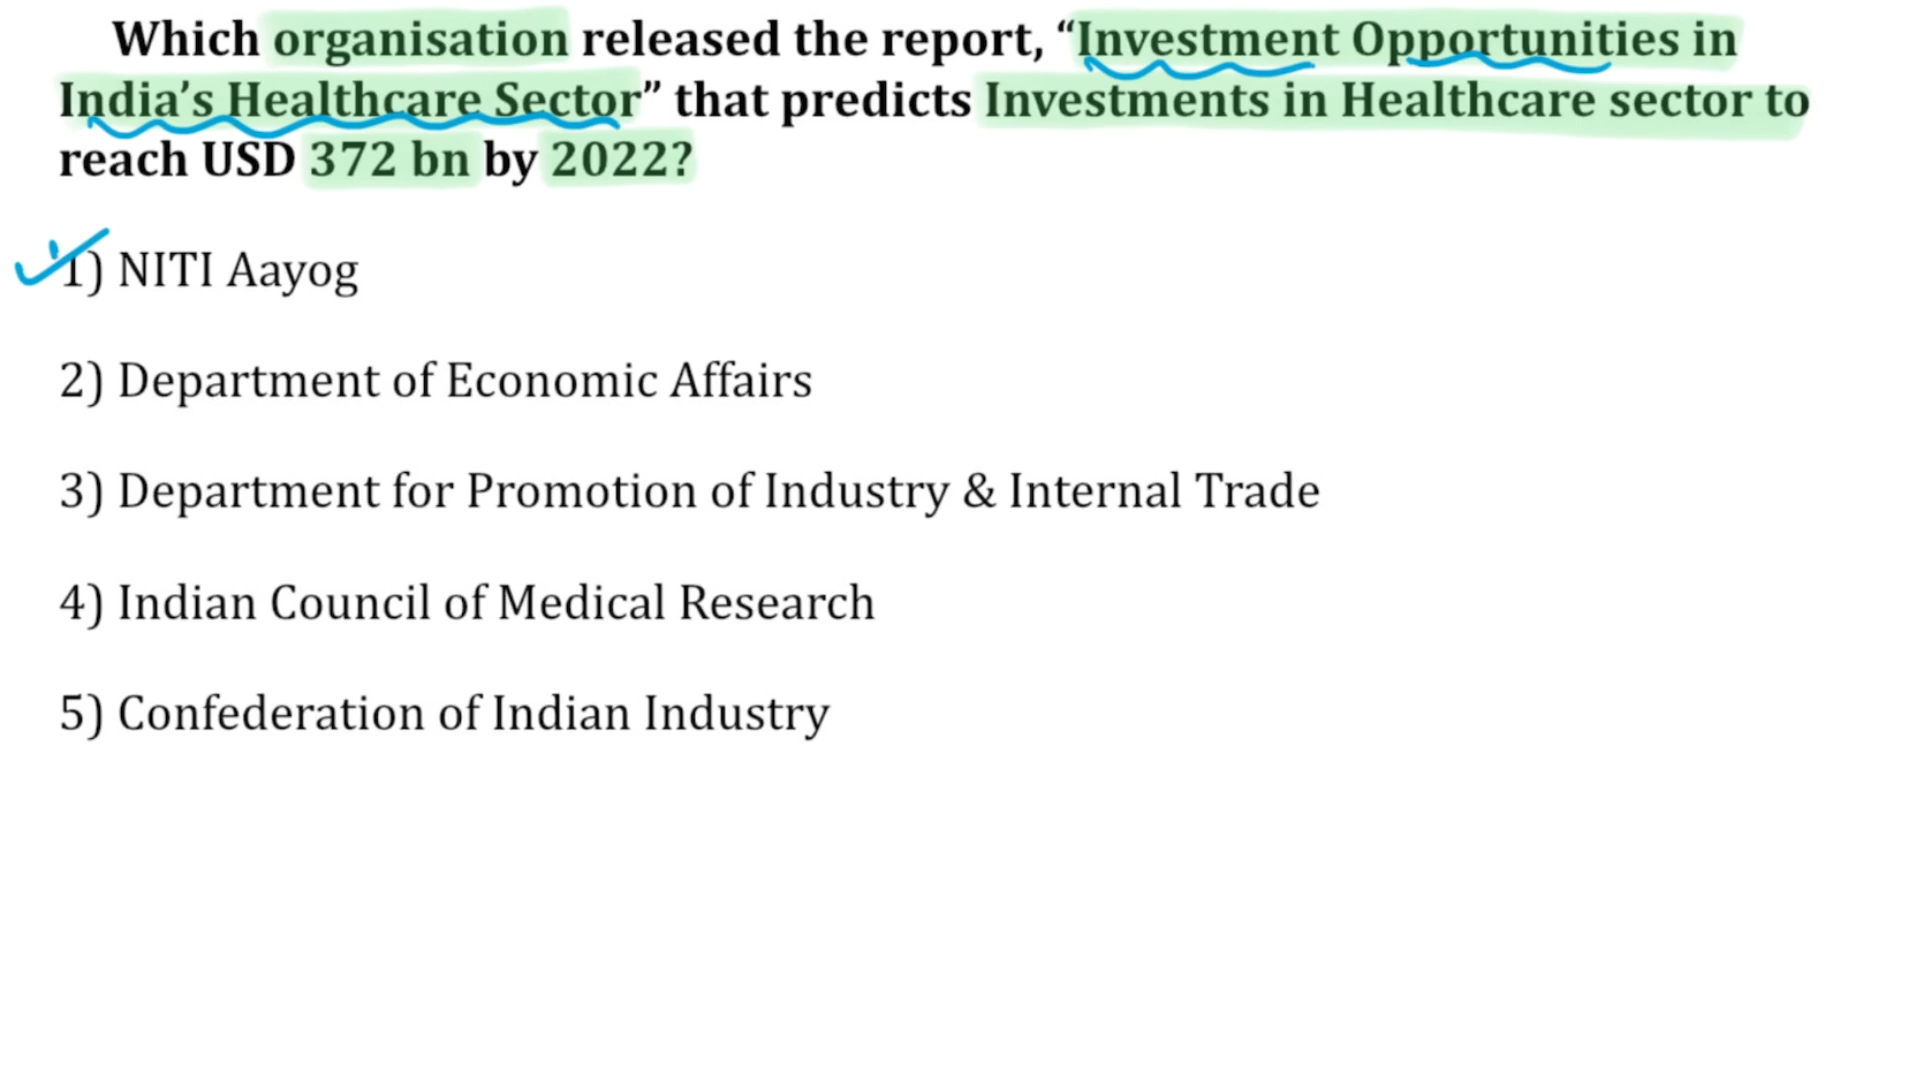 Which organisation released the report, “Investment Opportunities in
India’s Healthcare Sector” that predicts Investments in Healthcare sector to
reach USD 372 bn by 2022?
1) NITI Aayog
2) Department of Economic Affairs
3) Department for Promotion of Industry & Internal Trade
4) Indian Council of Medical Research
5) Confederation of Indian Industry